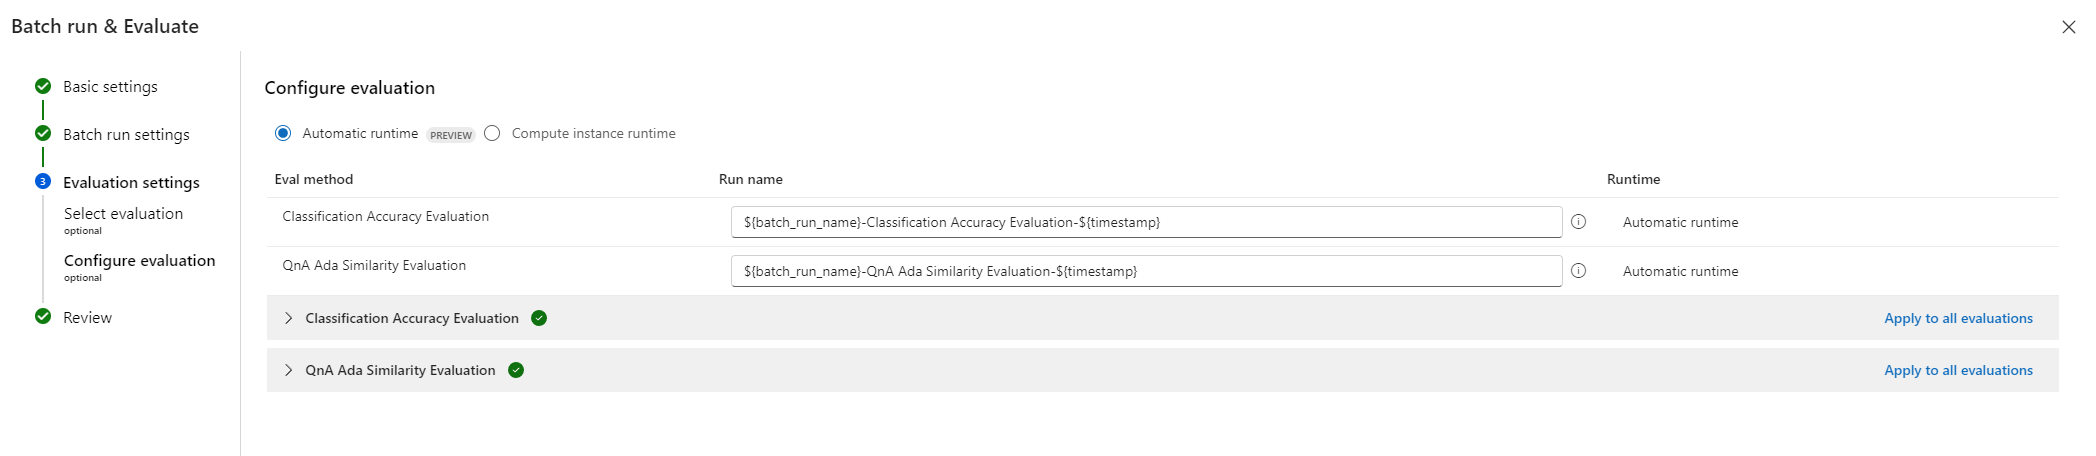 Batch run & Evaluate
Basic settings
Batch run settings
3 Evaluation settings
Select evaluation
optional
Configure evaluation
optional
Review
Configure evaluation
Automatic runtime PREVIEW Compute instance runtime
Eval method Run name Runtime
Classification Accuracy Evaluation ${batch_run_name}-Classification Accuracy Evaluation-${timestamp} Automatic runtime
QnA Ada Similarity Evaluation ${batch_run_name}-QnA Ada Similarity Evaluation-${timestamp} Automatic runtime
Classification Accuracy Evaluation Apply to all evaluations
QnA Ada Similarity Evaluation Apply to all evaluations